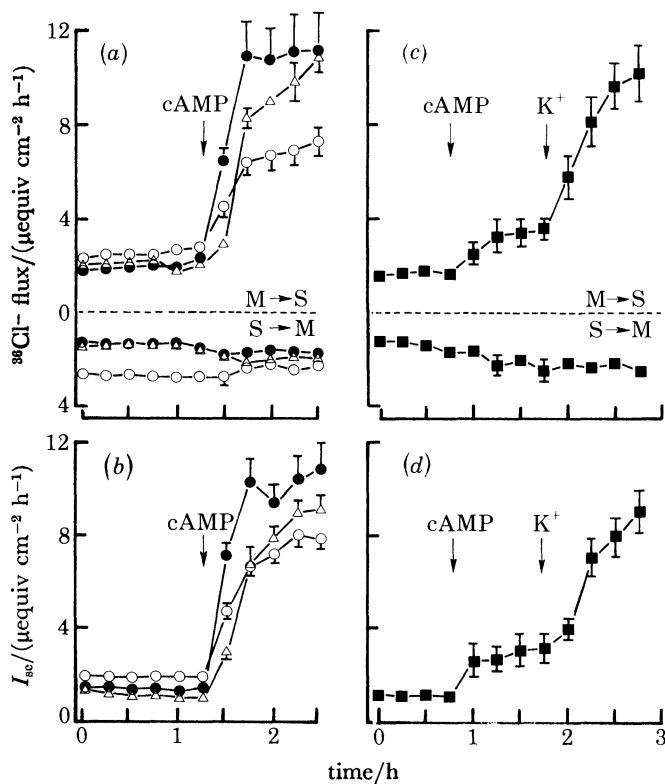 12
(a)
(c)
cAMP
cAMP
K⁺
8
4
M→S
M→S
0
S→M
S→M
4
³⁶Cl– flux/(µequiv cm⁻² h⁻¹)
12
(b)
(d)
cAMP
cAMP
K⁺
8
4
0
I_sc/(µequiv cm⁻² h⁻¹)
0 1 2 0 1 2 3
time/h